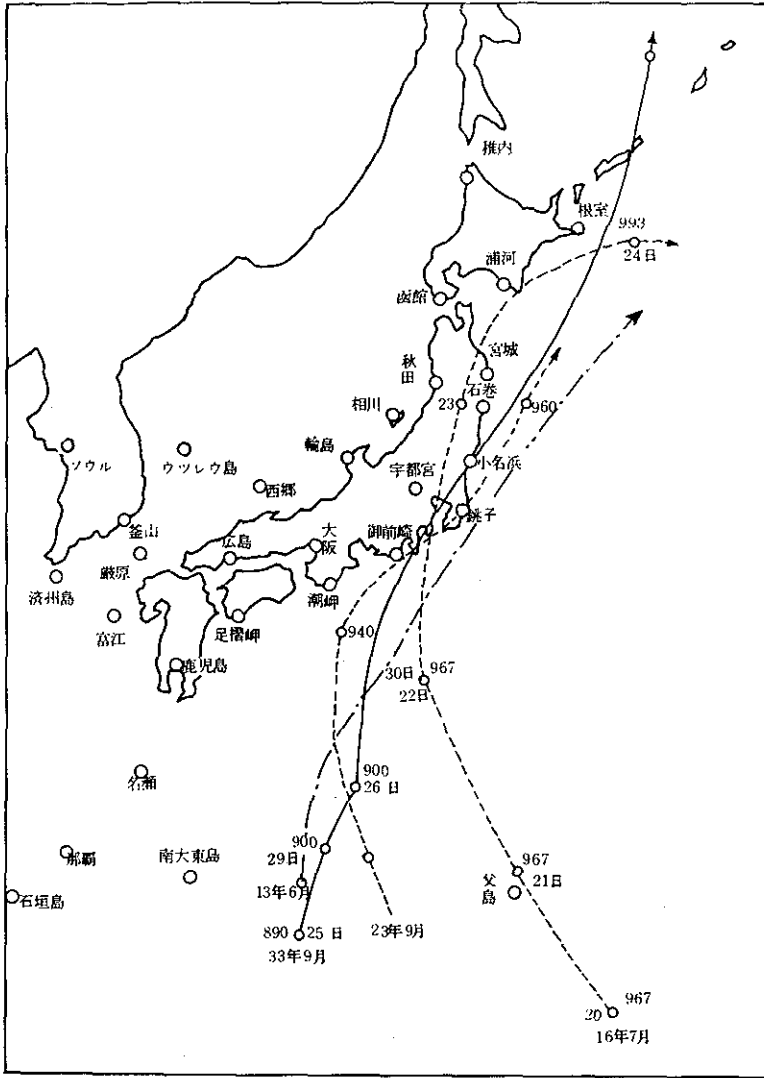 稚内
根室
993
24日
浦河
函館
宮城
秋田
石巻
23
960
相川
輪島
ソウル
ウツレウ島
宇都宮
小名浜
西郷
銚子
釜山
大阪
御前崎
広島
厳原
済州島
潮岬
富江
足摺岬
940
鹿児島
30日
967
22日
900
26日
名瀬
900
那覇
南大東島
29日
13年6月
967
21日
父島
石垣島
23年9月
890
25日
33年9月
967
20
16年7月